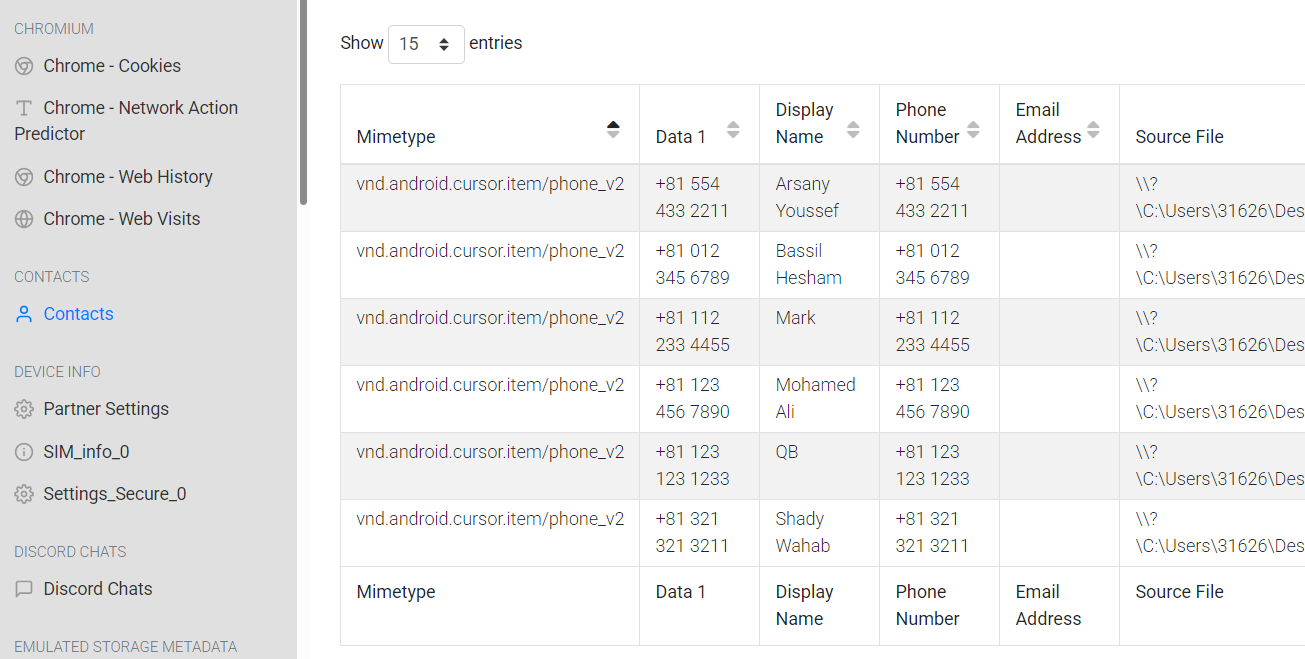 CHROMIUM
Chrome - Cookies
Chrome - Network Action
Predictor
Chrome - Web History
Chrome - Web Visits
CONTACTS
Contacts
DEVICE INFO
Partner Settings
SIM_info_0
Settings_Secure_0
DISCORD CHATS
Discord Chats
EMULATED STORAGE METADATA
Show 15 entries
Mimetype
Data 1
Display
Name
Phone
Number
Email
Address
Source File
vnd.android.cursor.item/phone_v2
+81 554
433 2211
Arsany
Youssef
+81 554
433 2211
\\?
\C:\Users\31626\Des
vnd.android.cursor.item/phone_v2
+81 012
345 6789
Bassil
Hesham
+81 012
345 6789
\\?
\C:\Users\31626\Des
vnd.android.cursor.item/phone_v2
+81 112
233 4455
Mark
+81 112
233 4455
\\?
\C:\Users\31626\Des
vnd.android.cursor.item/phone_v2
+81 123
456 7890
Mohamed
Ali
+81 123
456 7890
\\?
\C:\Users\31626\Des
vnd.android.cursor.item/phone_v2
+81 123
123 1233
QB
+81 123
123 1233
\\?
\C:\Users\31626\Des
vnd.android.cursor.item/phone_v2
+81 321
321 3211
Shady
Wahab
+81 321
321 3211
\\?
\C:\Users\31626\Des
Mimetype
Data 1
Display
Name
Phone
Number
Email
Address
Source File